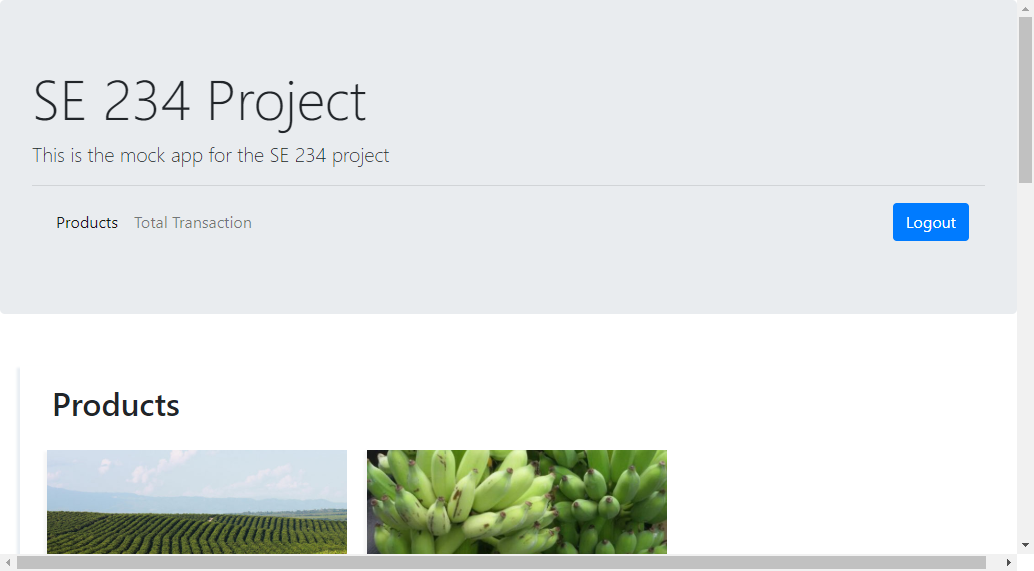 SE 234 Project
This is the mock app for the SE 234 project
Products Total Transaction Logout
Products